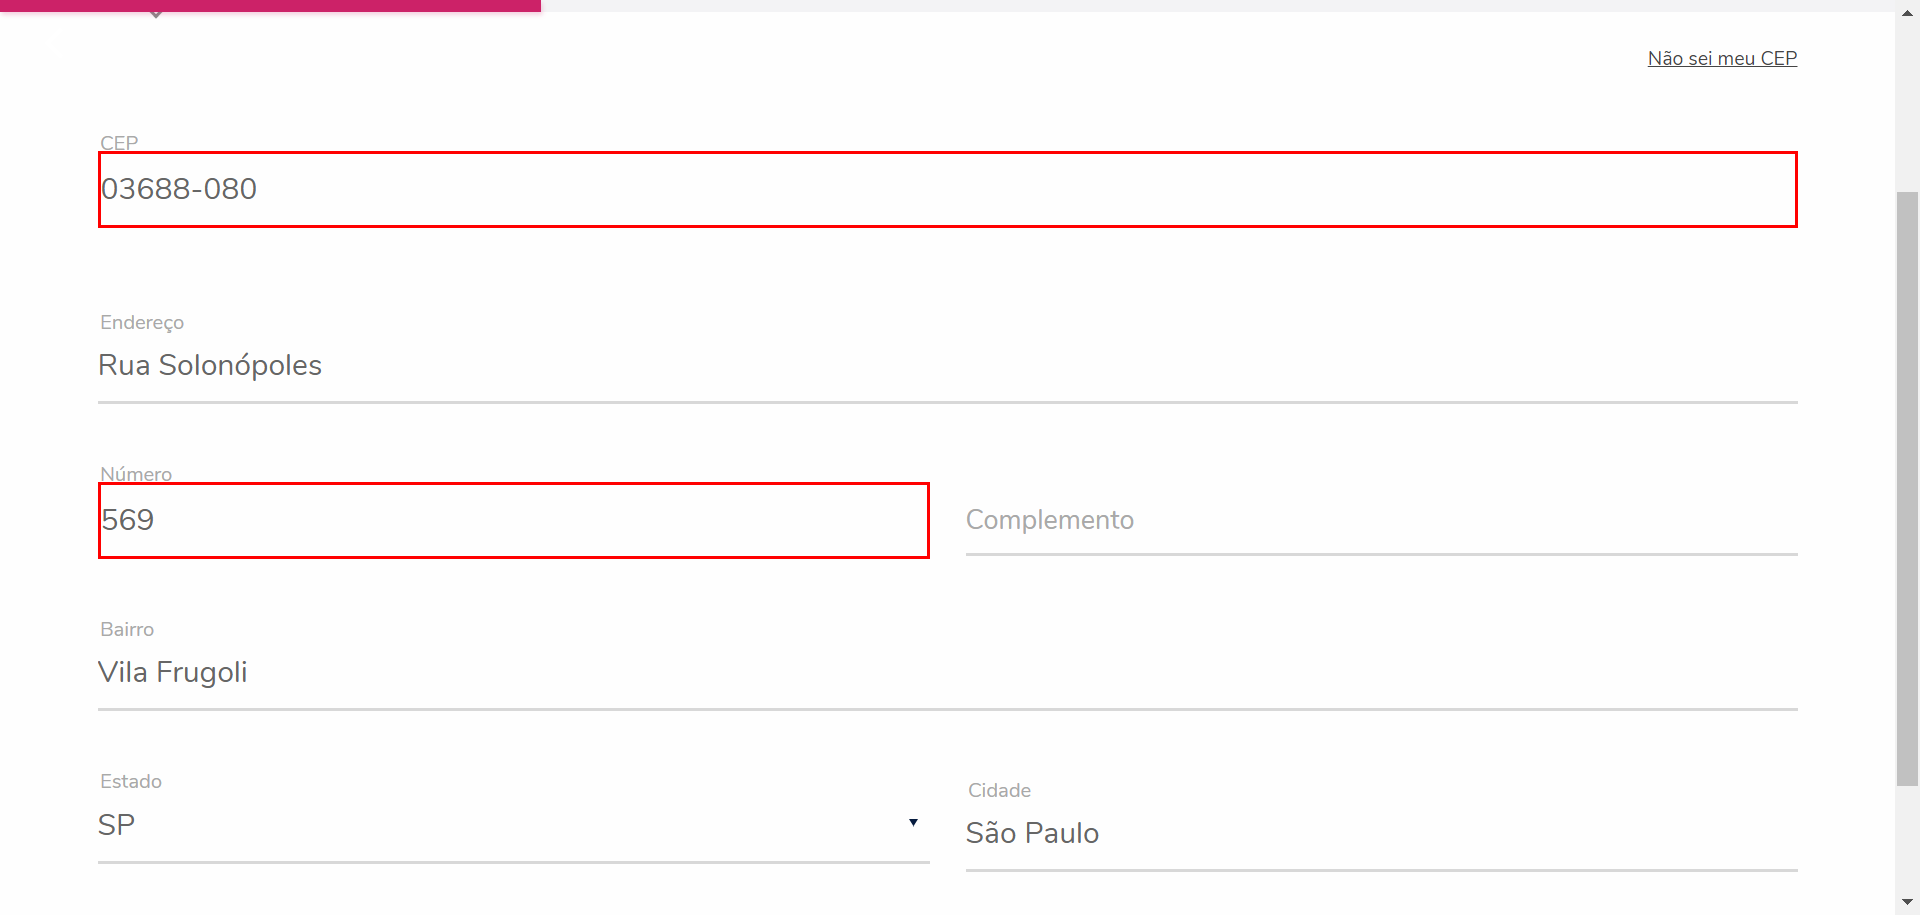 Não sei meu CEP
CEP
03688-080
Endereço
Rua Solonópoles
Número
569
Complemento
Bairro
Vila Frugoli
Estado
SP
Cidade
São Paulo